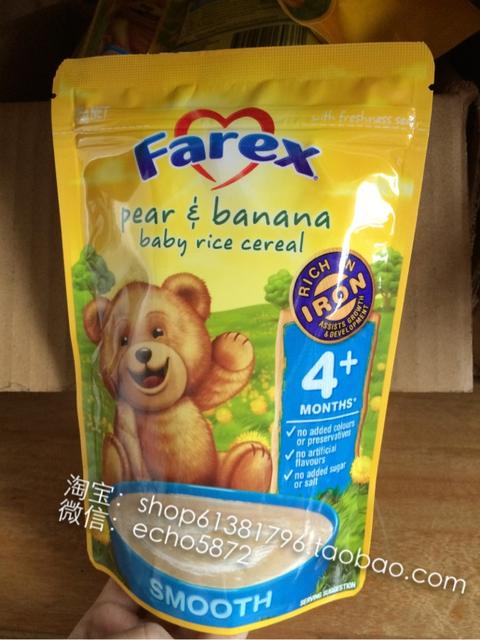 NET
with freshness seal
Farex
pear & banana
baby rice cereal
RICH IN
IRON
ASSISTS GROWTH
& DEVELOPMENT
4+
MONTHS*
no added colours
or preservatives
no artificial
flavours
no added sugar
or salt
淘宝：shop61381796.taobao.com
微信：echo5872
SMOOTH
SERVING SUGGESTION